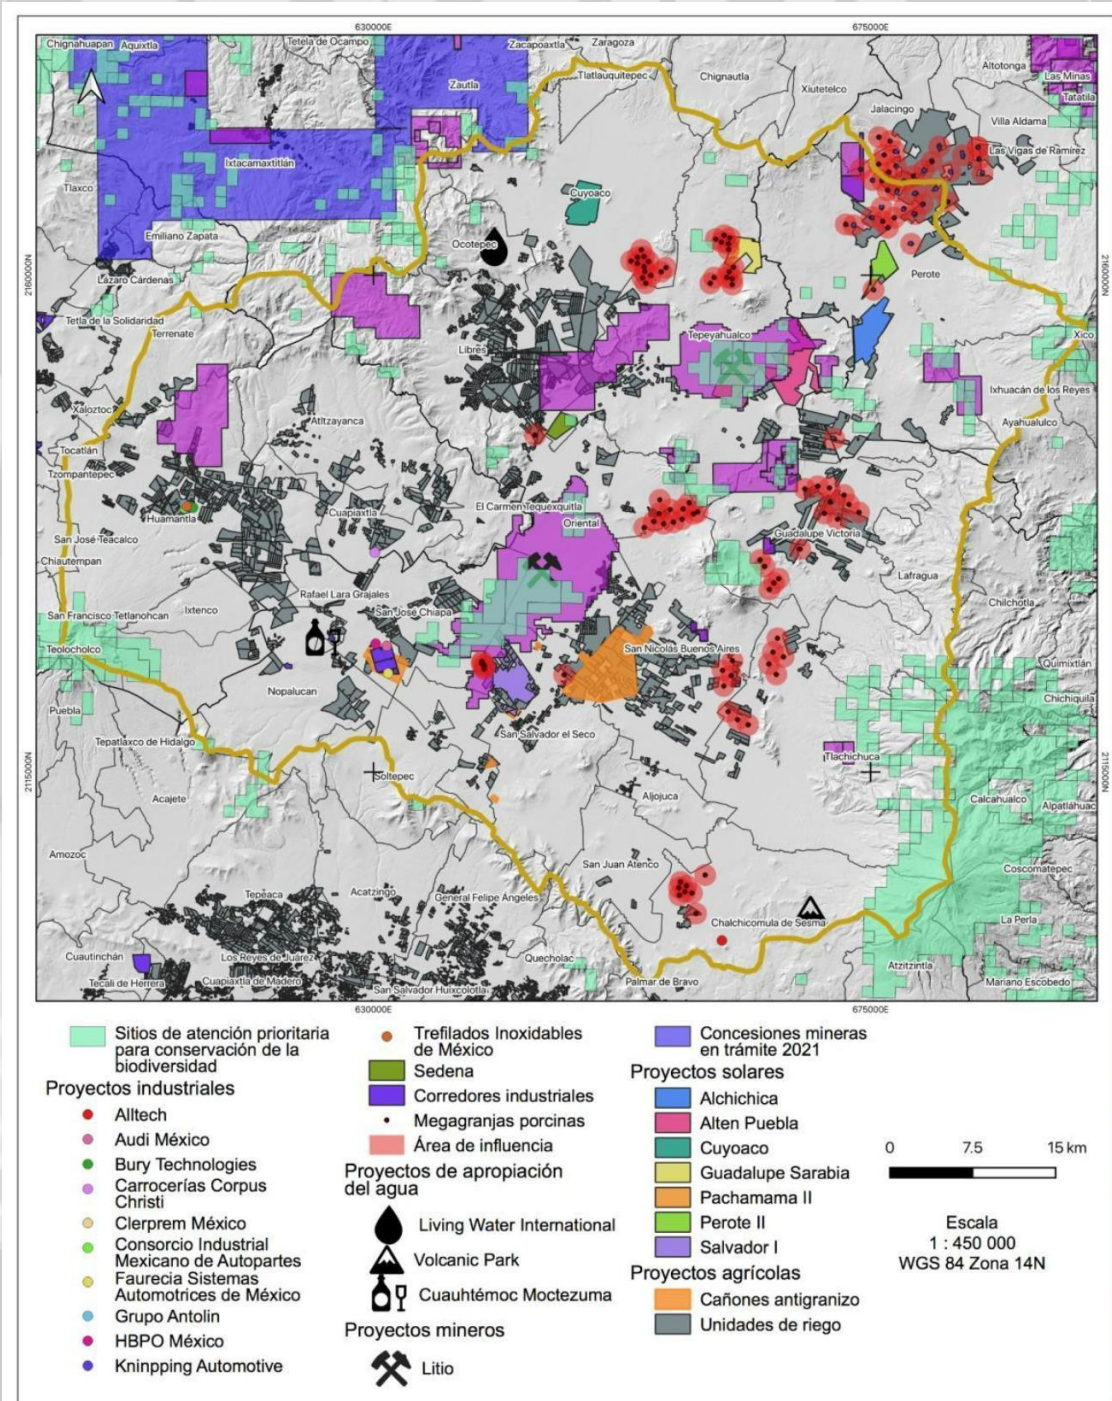 630000E
675000E
Chignahuapan
Aquixtla
Tetela de Ocampo
Zacapoaxtla
Zaragoza
Tlatlauquitepec
Chignautla
Xiutetelco
Altotonga
Las Minas
Tatatila
Zautla
Jalacingo
Villa Aldama
Las Vigas de Ramírez
Ixtacamaxtitlán
Tlaxco
Cuyoaco
Emiliano Zapata
Ocotepec
2160000N
Lázaro Cárdenas
Perote
2160000N
Tetla de la Solidaridad
Terrenate
Tepeyahualco
Xico
Libres
Ixhuacán de los Reyes
Xaloztoc
Atltzayanca
Ayahualulco
Tocatlán
Tzompantepec
El Carmen Tequexquitla
Huamantla
Cuapiaxtla
Oriental
San José Teacalco
Guadalupe Victoria
Chiautempan
Lafragua
Rafael Lara Grajales
San José Chiapa
Ixtenco
Chilchotla
San Francisco Tetlanohcan
Teolocholco
San Nicolás Buenos Aires
Quimixtlán
Nopalucan
Chichiquila
Puebla
San Salvador el Seco
Tepatlaxco de Hidalgo
2115000N
Tlachichuca
2115000N
Soltepec
Acajete
Aljojuca
Calcahualco
Alpatláhuac
Amozoc
San Juan Atenco
Coscomatepec
Tepeaca
Acatzingo
General Felipe Ángeles
Chalchicomula de Sesma
La Perla
Cuautinchán
Los Reyes de Juárez
Quecholac
Atzitzintla
Tecali de Herrera
Cuapiaxtla de Madero
San Salvador Huixcolotla
Palmar de Bravo
Mariano Escobedo
630000E
675000E
Sitios de atención prioritaria
para conservación de la
biodiversidad
Proyectos industriales
Alltech
Audi México
Bury Technologies
Carrocerías Corpus
Christi
Clerprem México
Consorcio Industrial
Mexicano de Autopartes
Faurecia Sistemas
Automotrices de México
Grupo Antolin
HBPO México
Kninpping Automotive
Trefilados Inoxidables
de México
Sedena
Corredores industriales
Megagranjas porcinas
Área de influencia
Proyectos de apropiación
del agua
Living Water International
Volcanic Park
Cuauhtémoc Moctezuma
Proyectos mineros
Litio
Concesiones mineras
en trámite 2021
Proyectos solares
Alchichica
Alten Puebla
Cuyoaco
Guadalupe Sarabia
Pachamama II
Perote II
Salvador I
Proyectos agrícolas
Cañones antigranizo
Unidades de riego
0 7.5 15 km
Escala
1 : 450 000
WGS 84 Zona 14N